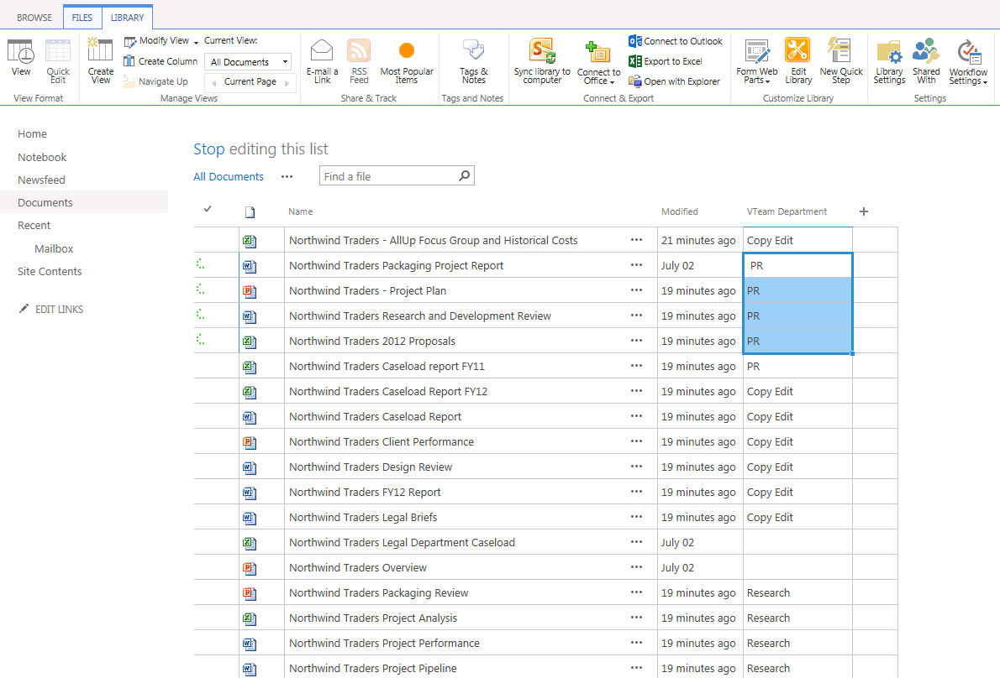 BROWSE FILES LIBRARY
View Quick Edit
View Format
Create View Modify View Create Column Navigate Up
Current View:
All Documents
Current Page
Manage Views
E-mail a Link RSS Feed Most Popular Items
Share & Track
Tags & Notes
Tags and Notes
Sync library to computer Connect to Office
Connect to Outlook
Export to Excel
Open with Explorer
Connect & Export
Form Web Parts Edit Library New Quick Step
Customize Library
Library Settings Shared With Workflow Settings
Settings
Home
Notebook
Newsfeed
Documents
Recent
Mailbox
Site Contents
EDIT LINKS
Stop editing this list
All Documents ••• Find a file
Name Modified VTeam Department +
Northwind Traders - AllUp Focus Group and Historical Costs ••• 21 minutes ago Copy Edit
Northwind Traders Packaging Project Report ••• July 02 PR
Northwind Traders - Project Plan ••• 19 minutes ago PR
Northwind Traders Research and Development Review ••• 19 minutes ago PR
Northwind Traders 2012 Proposals ••• 19 minutes ago PR
Northwind Traders Caseload report FY11 ••• 19 minutes ago PR
Northwind Traders Caseload Report FY12 ••• 19 minutes ago Copy Edit
Northwind Traders Caseload Report ••• 19 minutes ago Copy Edit
Northwind Traders Client Performance ••• 19 minutes ago Copy Edit
Northwind Traders Design Review ••• 19 minutes ago Copy Edit
Northwind Traders FY12 Report ••• 19 minutes ago Copy Edit
Northwind Traders Legal Briefs ••• 19 minutes ago Copy Edit
Northwind Traders Legal Department Caseload ••• July 02
Northwind Traders Overview ••• July 02
Northwind Traders Packaging Review ••• 19 minutes ago Research
Northwind Traders Project Analysis ••• 19 minutes ago Research
Northwind Traders Project Performance ••• 19 minutes ago Research
Northwind Traders Project Pipeline ••• 19 minutes ago Research